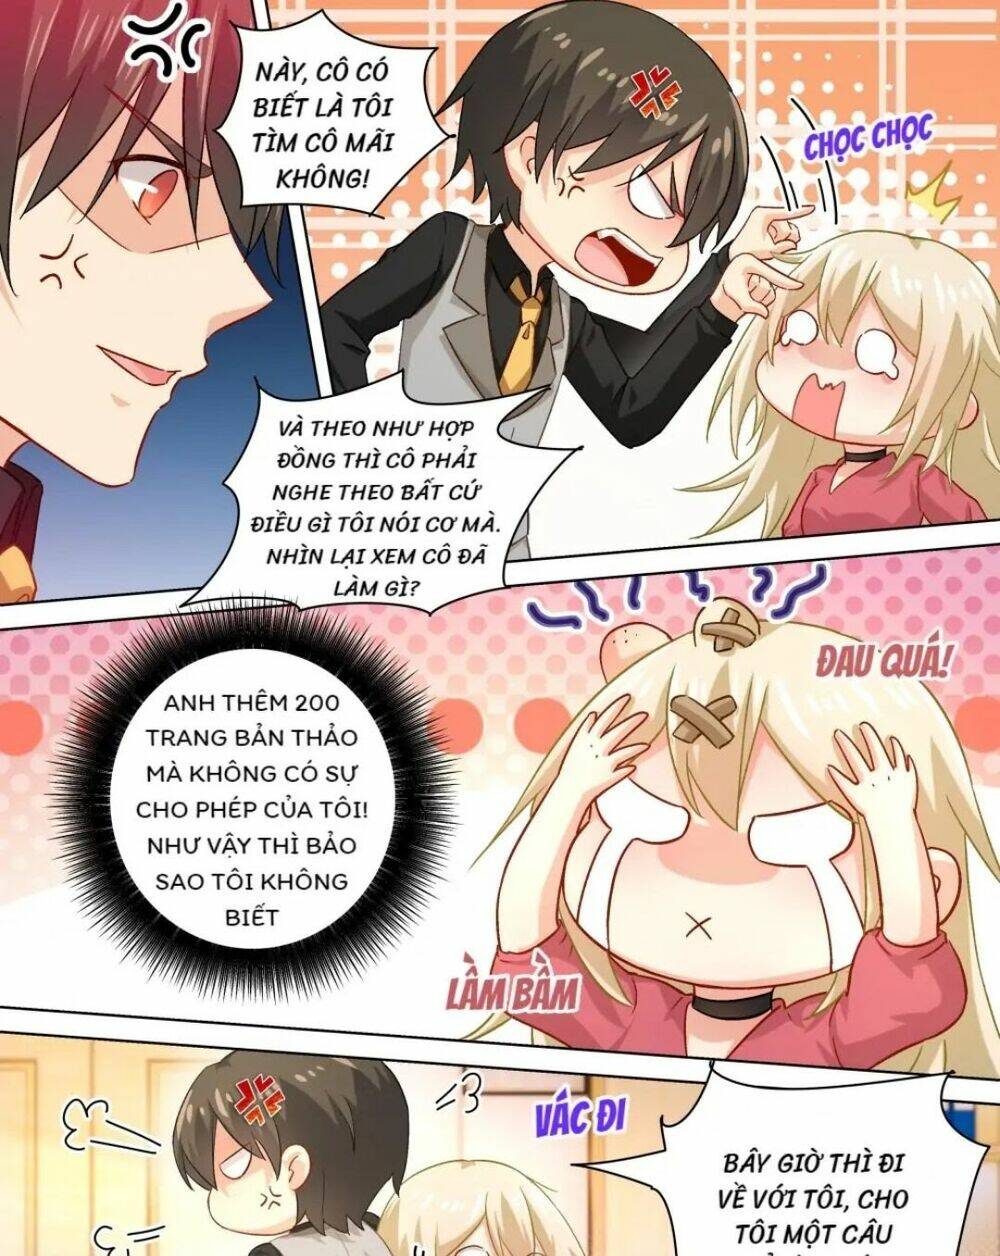 NÀY, CÔ CÓ
BIẾT LÀ TÔI
TÌM CÔ MÃI
KHÔNG!
CHỌC CHỌC
VÀ THEO NHƯ HỢP
ĐỒNG THÌ CÔ PHẢI
NGHE THEO BẤT CỨ
ĐIỀU GÌ TÔI NÓI CƠ MÀ.
NHÌN LẠI XEM CÔ ĐÃ
LÀM GÌ?
ĐAU QUÁ!
ANH THÊM 200
TRANG BẢN THẢO
MÀ KHÔNG CÓ SỰ
CHO PHÉP CỦA TÔI!
NHƯ VẬY THÌ BẢO
SAO TÔI KHÔNG
BIẾT
LẦM BẦM
VÁC ĐI
BÂY GIỜ THÌ ĐI
VỀ VỚI TÔI, CHO
TÔI MỘT CÂU